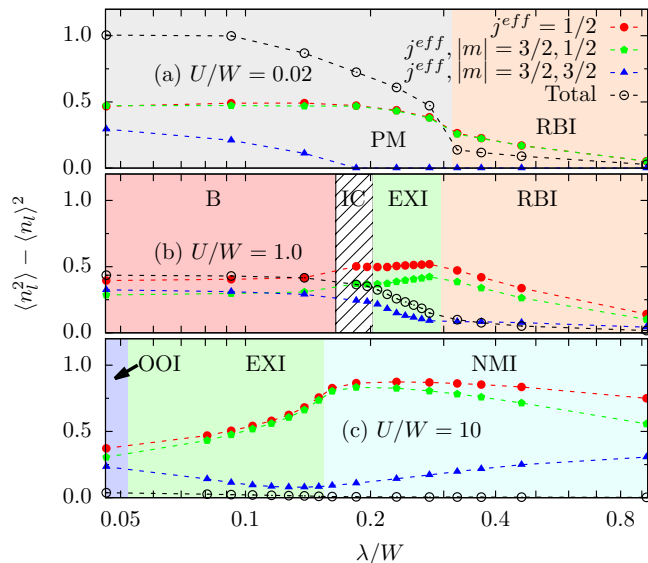 1.0
0.5
0.0
(a) U/W = 0.02
PM
RBI
j^{eff} = 1/2
j^{eff}, |m| = 3/2, 1/2
j^{eff}, |m| = 3/2, 3/2
Total
1.0
0.5
0.0
B
IC
EXI
RBI
(b) U/W = 1.0
⟨n_l^2⟩ − ⟨n_l⟩^2
1.0
0.5
0.0
OOI
EXI
NMI
(c) U/W = 10
0.05 0.1 0.2 0.4 0.8
λ/W